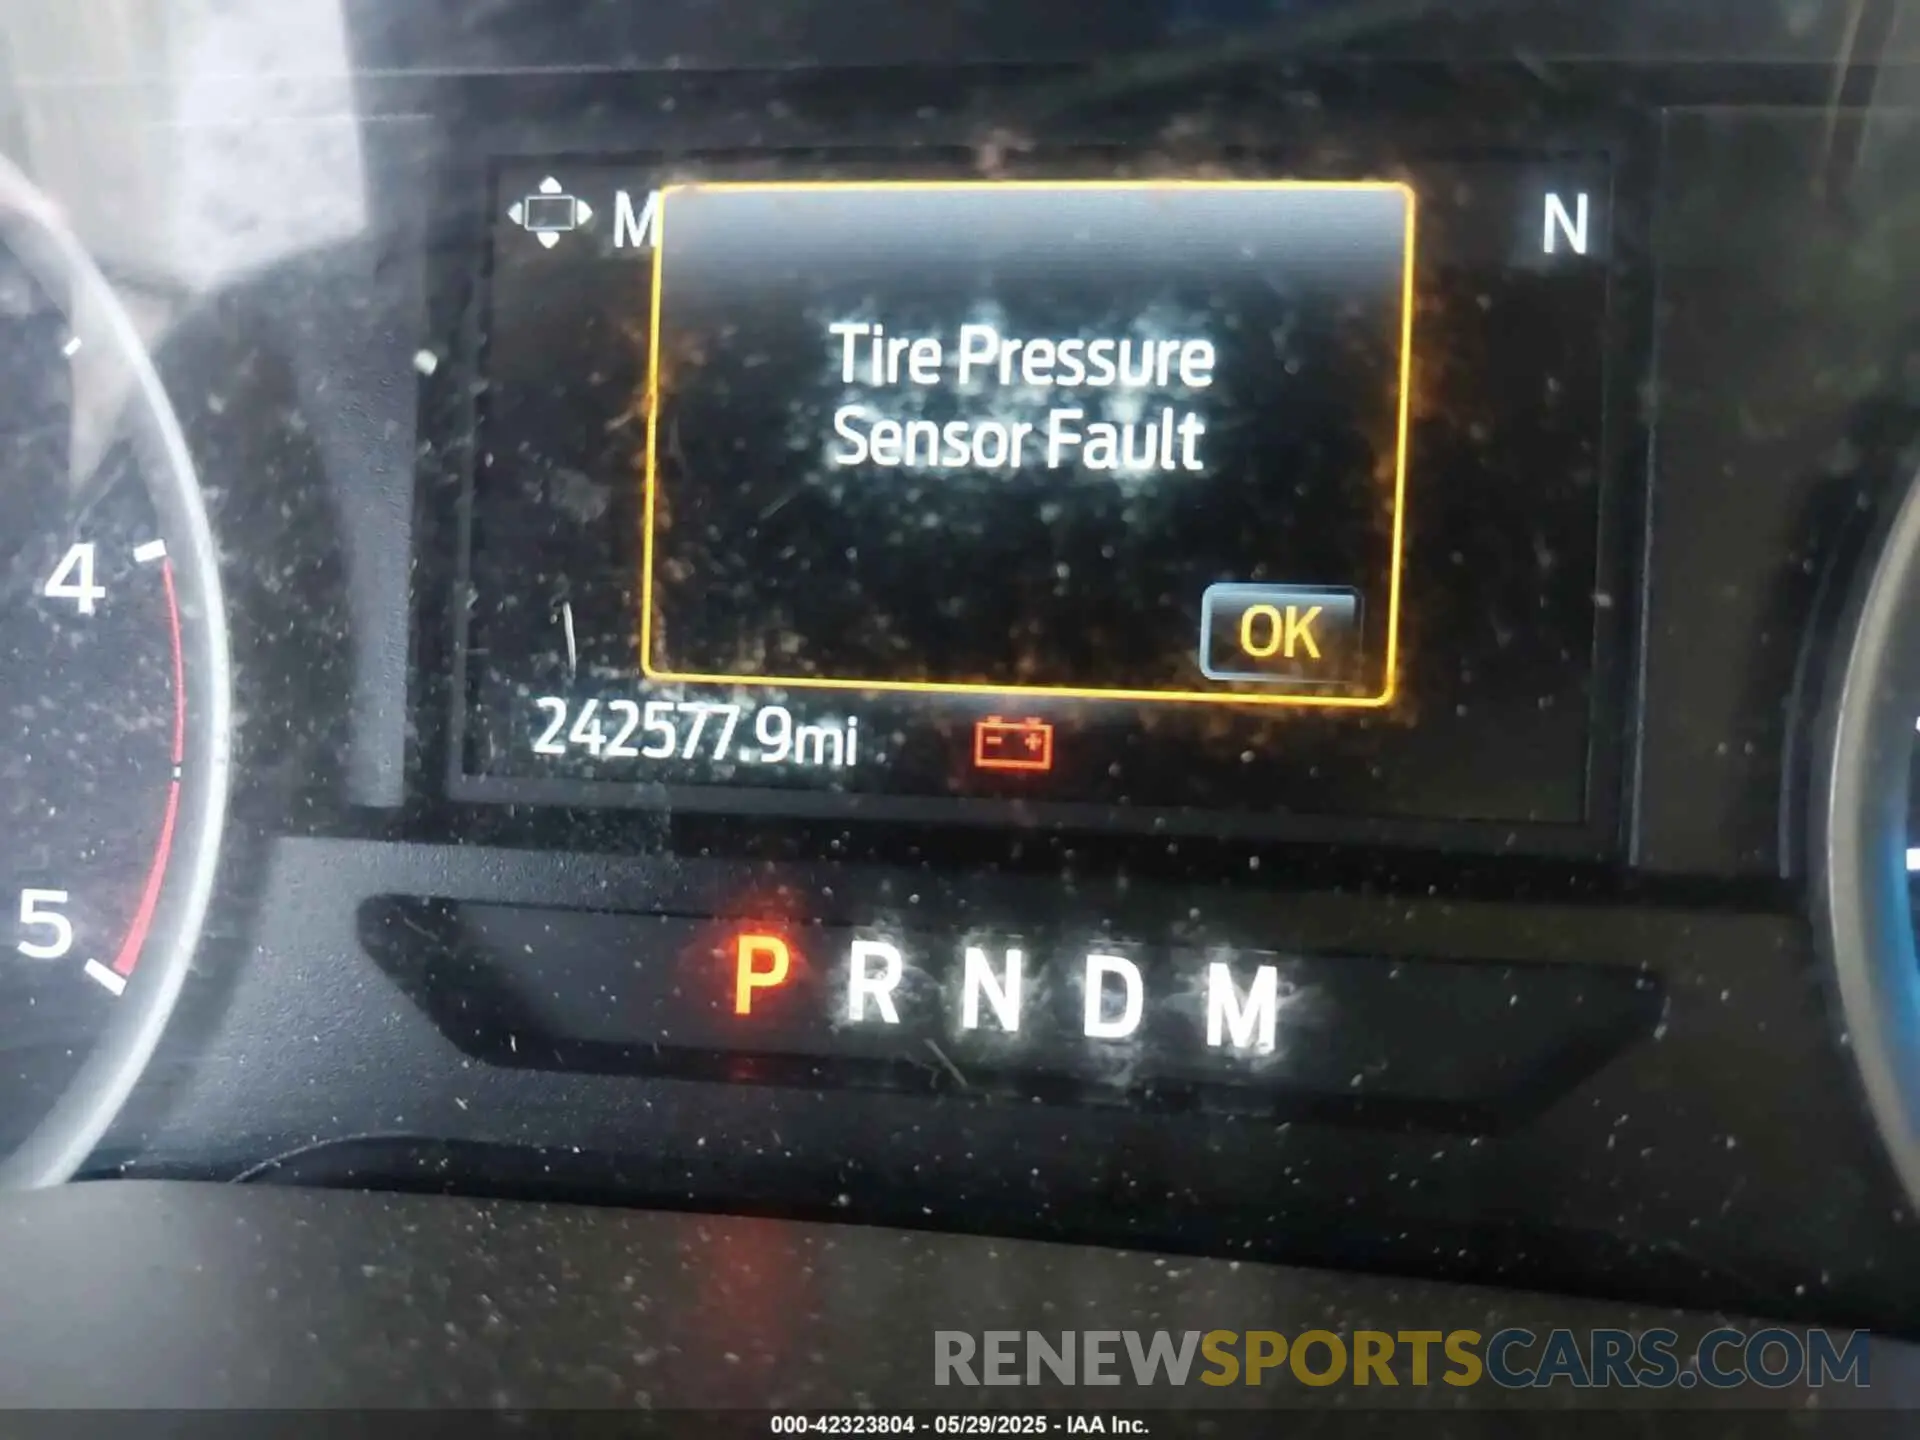 M
N
Tire Pressure
Sensor Fault
OK
242577.9mi
4
5
P R N D M
RENEWSPORTSCARS.COM
000-42323804 - 05/29/2025 - IAA Inc.